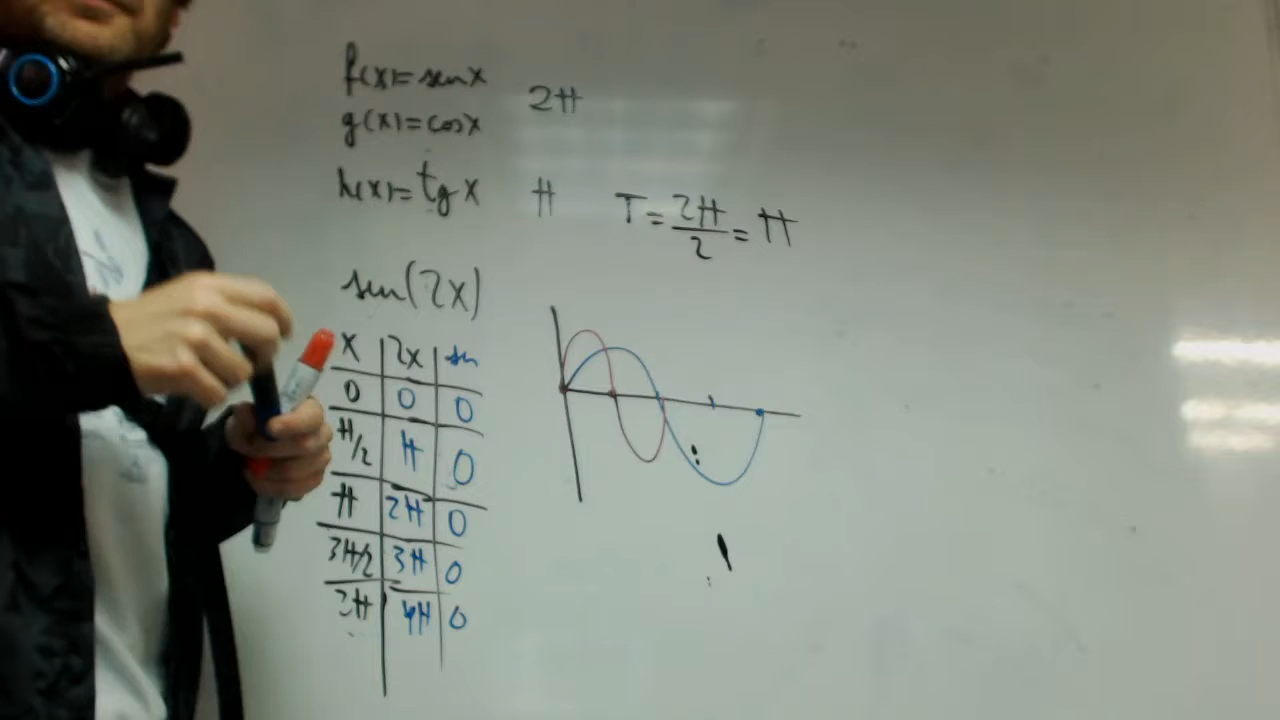 f(x)=sen x
g(x)=cos x
2π
h(x)=tg x
π
T=2π/2=π
sen(2x)
x 2x sen
0 0 0
π/2 π 0
π 2π 0
3π/2 3π 0
2π 4π 0